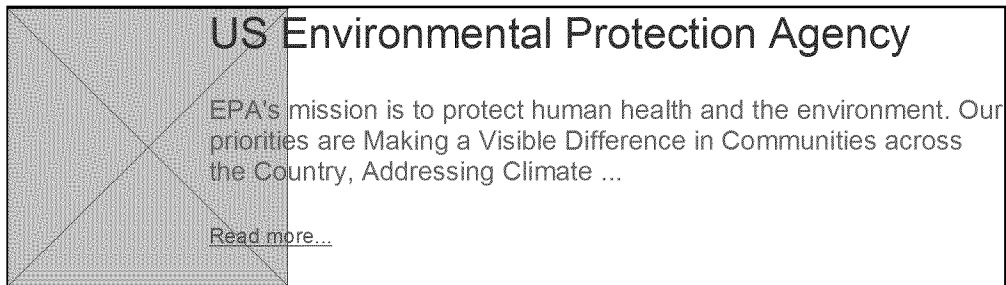 US Environmental Protection Agency
EPA's mission is to protect human health and the environment. Our
priorities are Making a Visible Difference in Communities across
the Country, Addressing Climate ...
Read more...